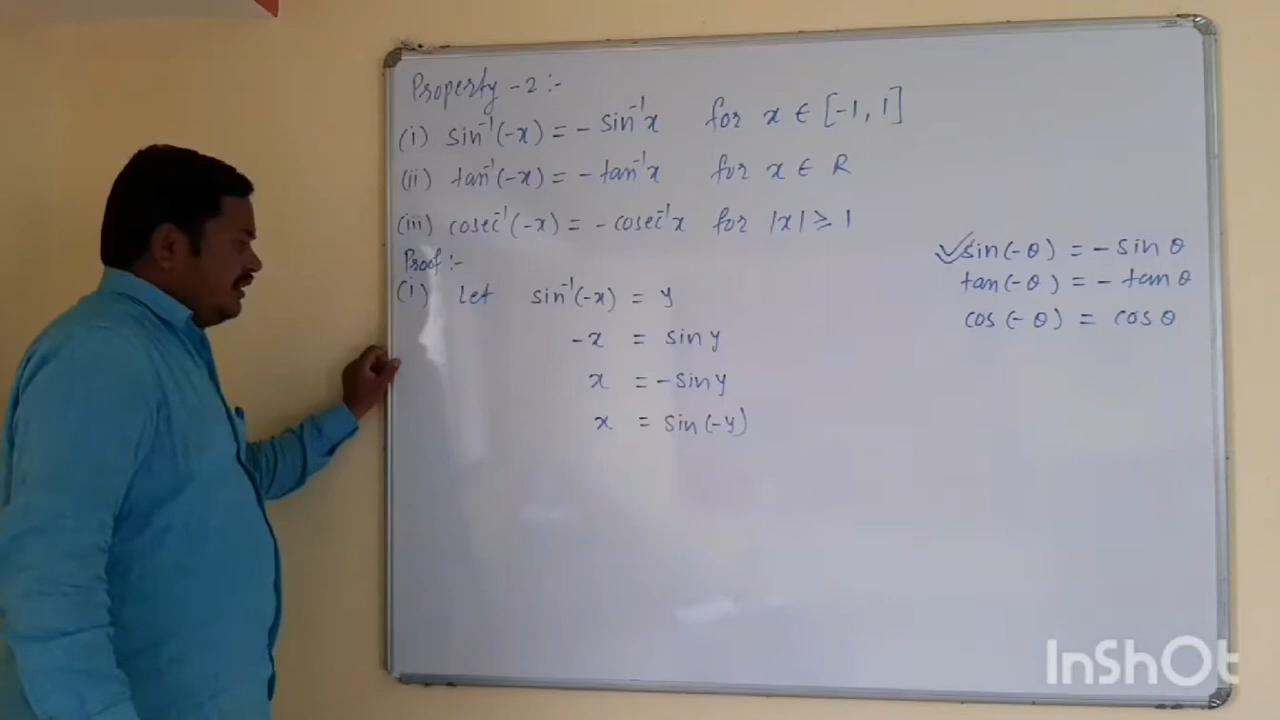 Property - 2 :-
(i) sin⁻¹(-x) = - sin⁻¹x for x ∈ [-1, 1]
(ii) tan⁻¹(-x) = - tan⁻¹x for x ∈ R
(iii) cosec⁻¹(-x) = - cosec⁻¹x for |x| ≥ 1
Proof :-
(i) Let sin⁻¹(-x) = y
-x = sin y
x = - sin y
x = sin(-y)
✓sin(-θ) = - sin θ
tan(-θ) = - tan θ
cos(-θ) = cos θ
InShOt